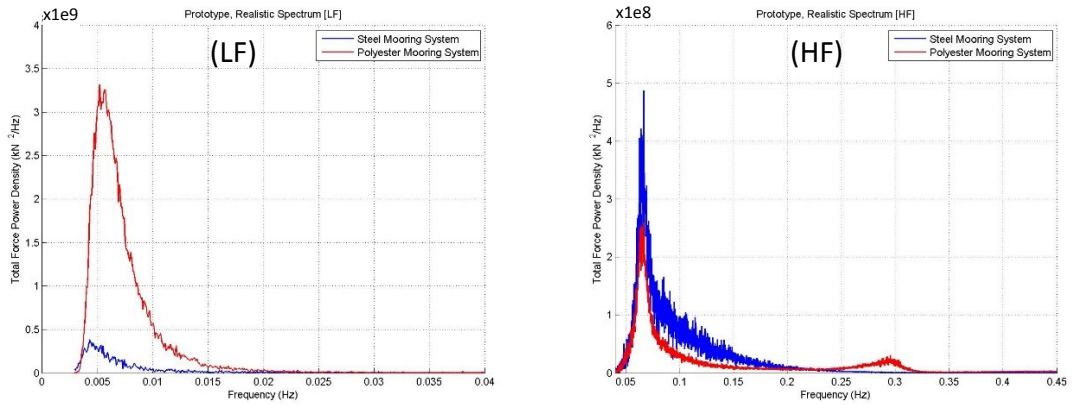 x1e9
Prototype, Realistic Spectrum [LF]
(LF)
Steel Mooring System
Polyester Mooring System
Total Force Power Density (kN ^2/Hz)
4
3.5
3
2.5
2
1.5
1
0.5
0
0 0.005 0.01 0.015 0.02 0.025 0.03 0.035 0.04
Frequency (Hz)
x1e8
Prototype, Realistic Spectrum [HF]
(HF)
Steel Mooring System
Polyester Mooring System
Total Force Power Density (kN ^2/Hz)
6
5
4
3
2
1
0
0.05 0.1 0.15 0.2 0.25 0.3 0.35 0.4 0.45
Frequency (Hz)